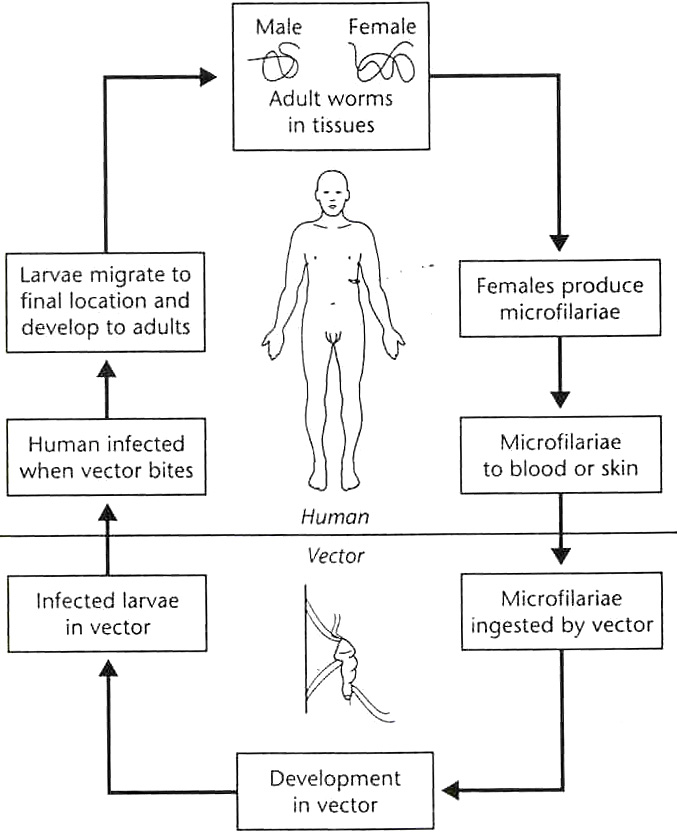 Male Female
Adult worms
in tissues
Larvae migrate to
final location and
develop to adults
Females produce
microfilariae
Human infected
when vector bites
Microfilariae
to blood or skin
Human
Vector
Infected larvae
in vector
Microfilariae
ingested by vector
Development
in vector